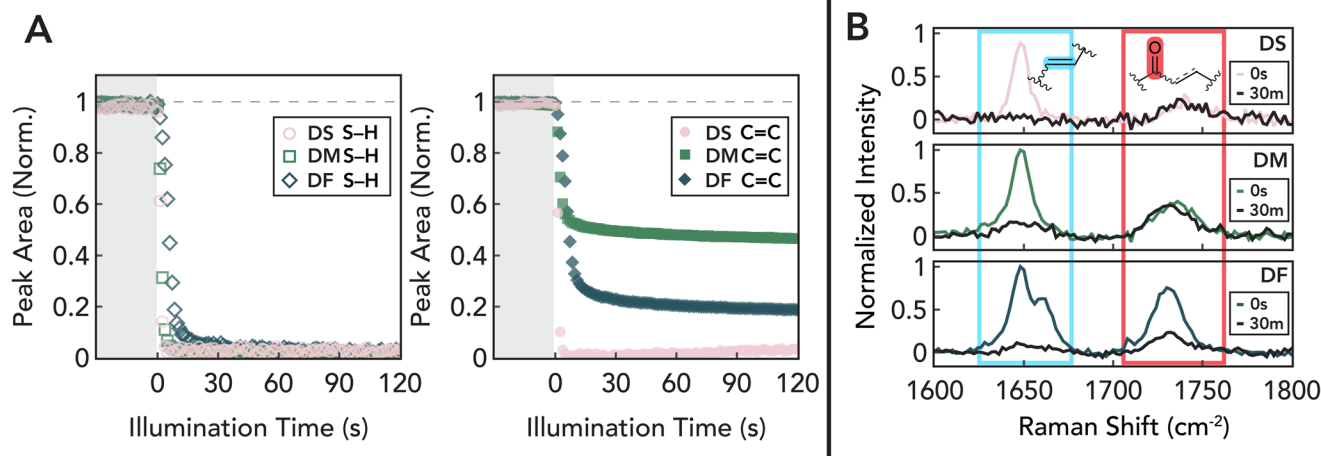 A
Peak Area (Norm.)
1
0.8
0.6
0.4
0.2
0
0 30 60 90 120
Illumination Time (s)
DS S–H
DM S–H
DF S–H
Peak Area (Norm.)
1
0.8
0.6
0.4
0.2
0
0 30 60 90 120
Illumination Time (s)
DS C=C
DM C=C
DF C=C
B
Normalized Intensity
1
0.5
0
O
DS
0s
30m
1
0.5
0
DM
0s
30m
1
0.5
0
DF
0s
30m
1600 1650 1700 1750 1800
Raman Shift (cm⁻²)